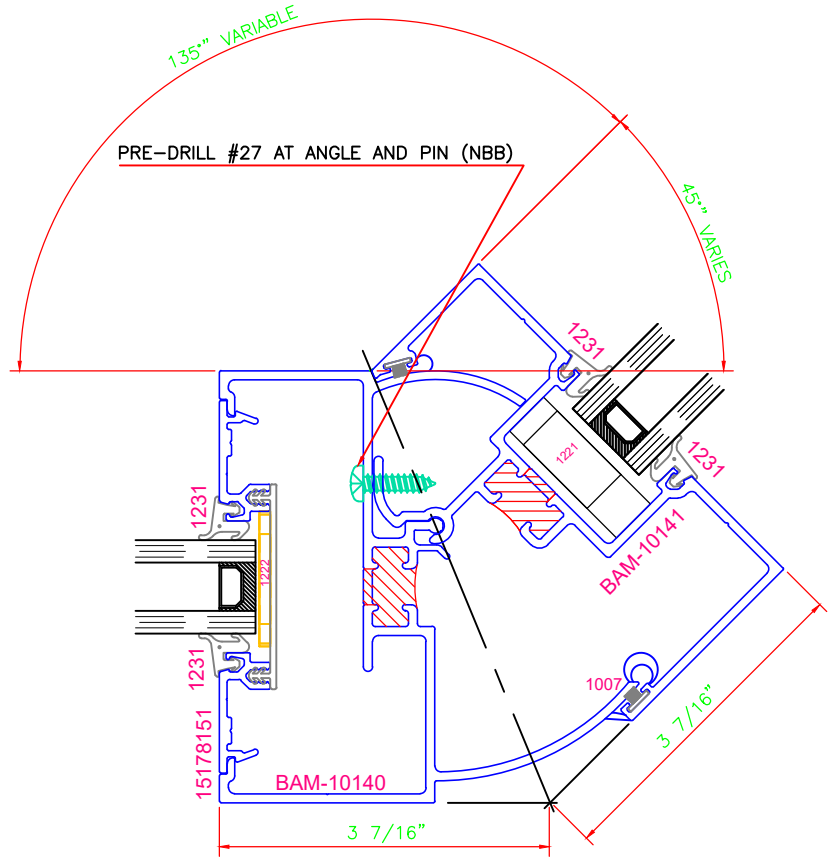 135°" VARIABLE
PRE-DRILL #27 AT ANGLE AND PIN (NBB)
45°" VARIES
1231
1221
1231
BAM-10141
1231
1222
1231
1007
15178151
BAM-10140
3 7/16"
3 7/16"